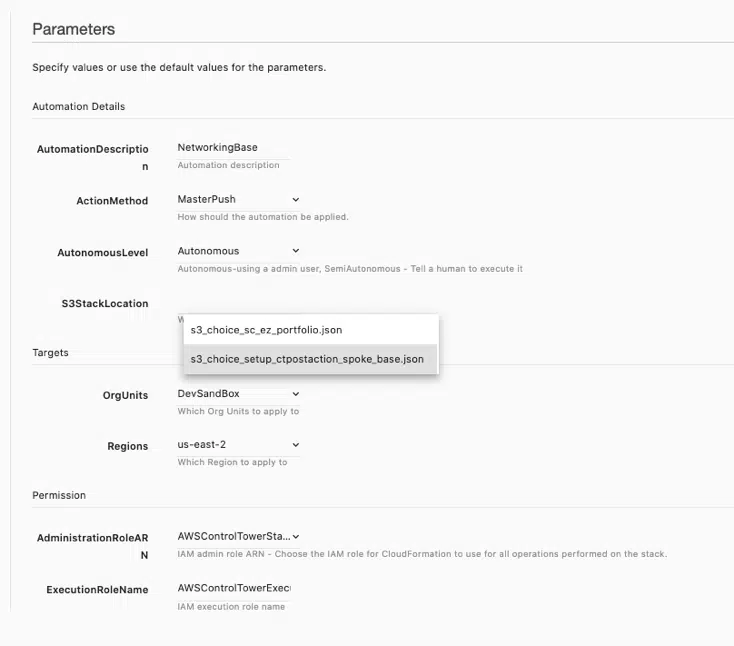 Parameters
Specify values or use the default values for the parameters.
Automation Details
AutomationDescriptio
n
NetworkingBase
Automation description
ActionMethod
MasterPush
How should the automation be applied.
AutonomousLevel
Autonomous
Autonomous-using a admin user, SemiAutonomous - Tell a human to execute it
S3StackLocation
s3_choice_sc_ez_portfolio.json
s3_choice_setup_ctpostaction_spoke_base.json
Targets
OrgUnits
DevSandBox
Which Org Units to apply to
Regions
us-east-2
Which Region to apply to
Permission
AdministrationRoleAR
N
AWSControlTowerSta...
IAM admin role ARN - Choose the IAM role for CloudFormation to use for all operations performed on the stack.
ExecutionRoleName
AWSControlTowerExecu
IAM execution role name